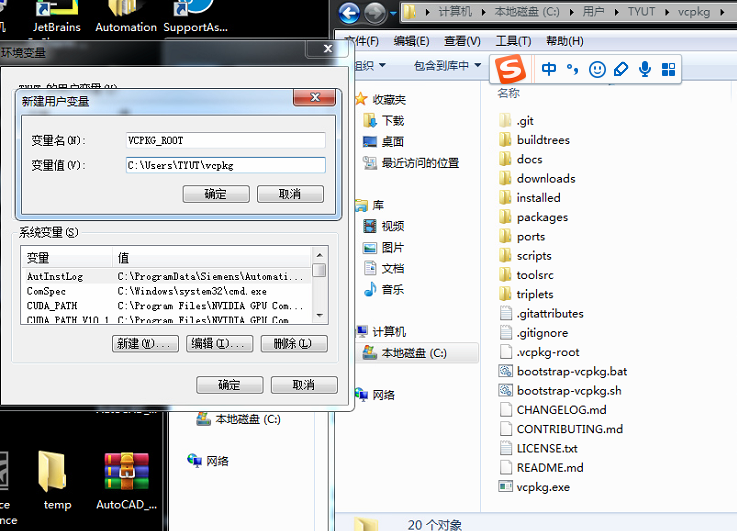 JetBrains
Automation
SupportAs...
环境变量
新建用户变量
变量名(N):
VCPKG_ROOT
变量值(V):
C:\Users\TYUT\vcpkg
确定
取消
系统变量(S)
变量
值
AutInstLog
C:\ProgramData\Siemens\Automati...
ComSpec
C:\Windows\system32\cmd.exe
CUDA_PATH
C:\Program Files\NVIDIA GPU Com...
CUDA_PATH_V10_1
C:\Program Files\NVIDIA GPU Com
新建(W)...
编辑(I)...
删除(L)
确定
取消
AutoCAD_...
本地磁盘 (C:)
网络
temp
AutoCAD_...
计算机
本地磁盘 (C:)
用户
TYUT
vcpkg
文件(F)
编辑(E)
查看(V)
工具(T)
帮助(H)
组织
包含到库中
S
中
名称
收藏夹
下载
桌面
最近访问的位置
库
视频
图片
文档
音乐
计算机
本地磁盘 (C:)
网络
.git
buildtrees
docs
downloads
installed
packages
ports
scripts
toolsrc
triplets
.gitattributes
.gitignore
.vcpkg-root
bootstrap-vcpkg.bat
bootstrap-vcpkg.sh
CHANGELOG.md
CONTRIBUTING.md
LICENSE.txt
README.md
vcpkg.exe
20 个对象